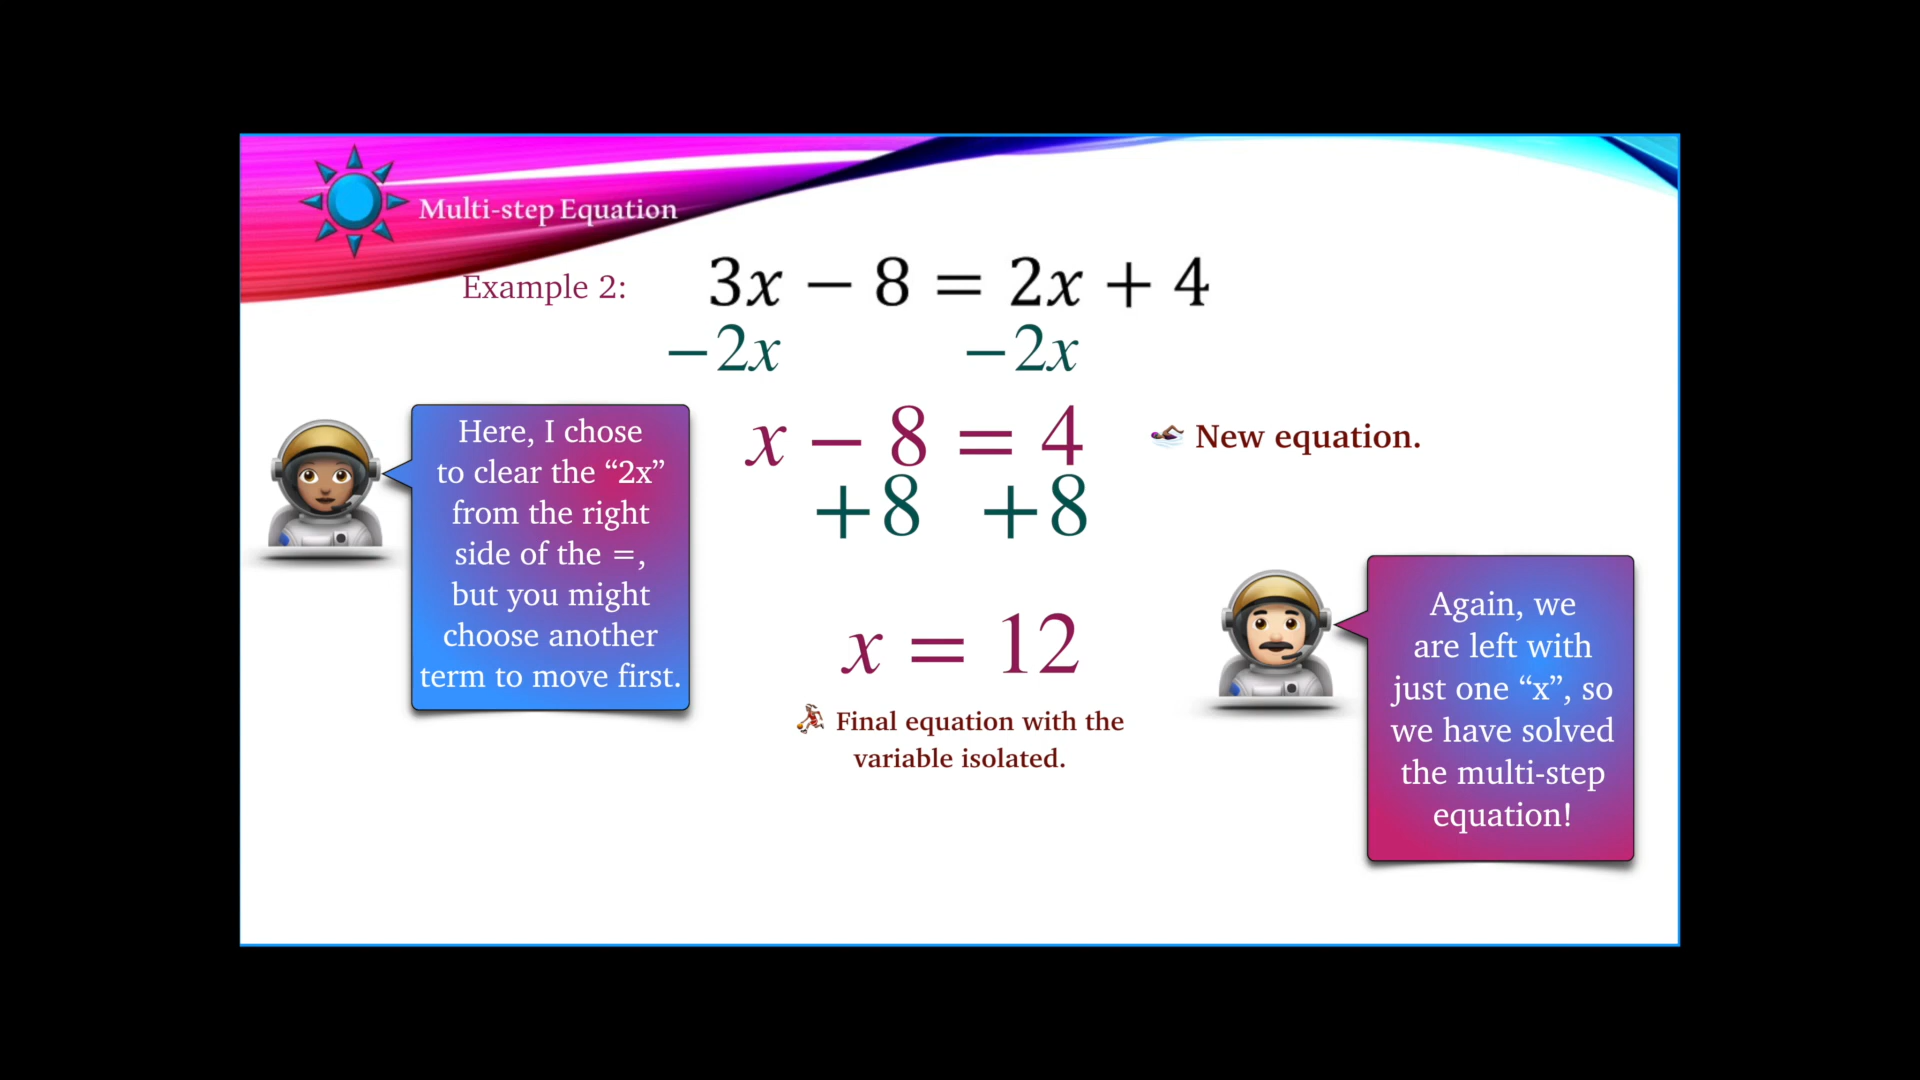 Multi-step Equation
Example 2:
3x − 8 = 2x + 4
−2x −2x
Here, I chose
to clear the “2x”
from the right
side of the =,
but you might
choose another
term to move first.
x − 8 = 4
New equation.
+8 +8
x = 12
Final equation with the
variable isolated.
Again, we
are left with
just one “x”, so
we have solved
the multi-step
equation!